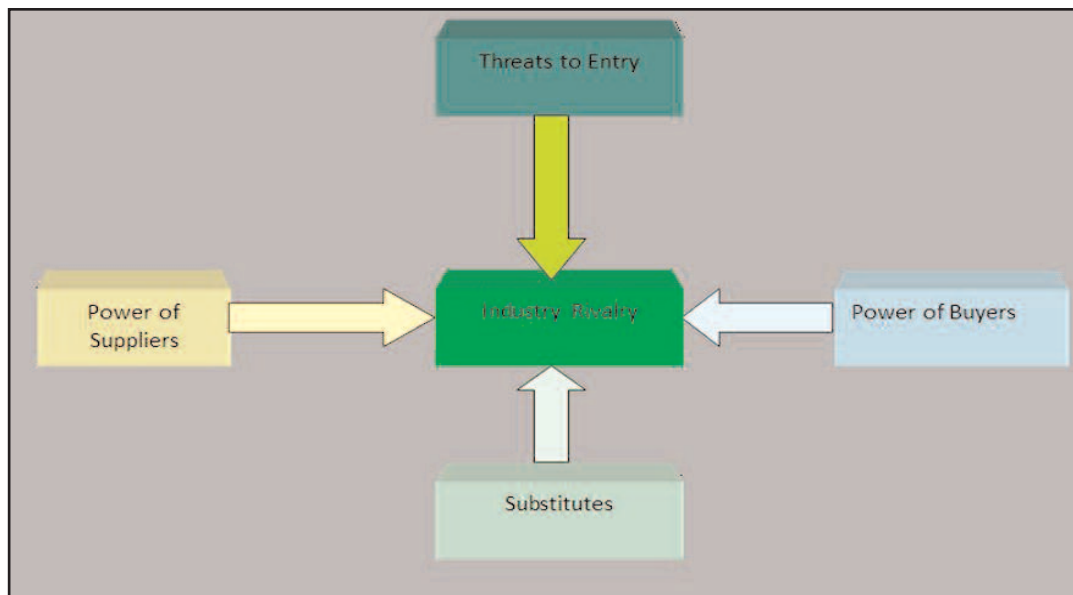 Threats to Entry
Power of
Suppliers
Industry Rivalry
Power of Buyers
Substitutes